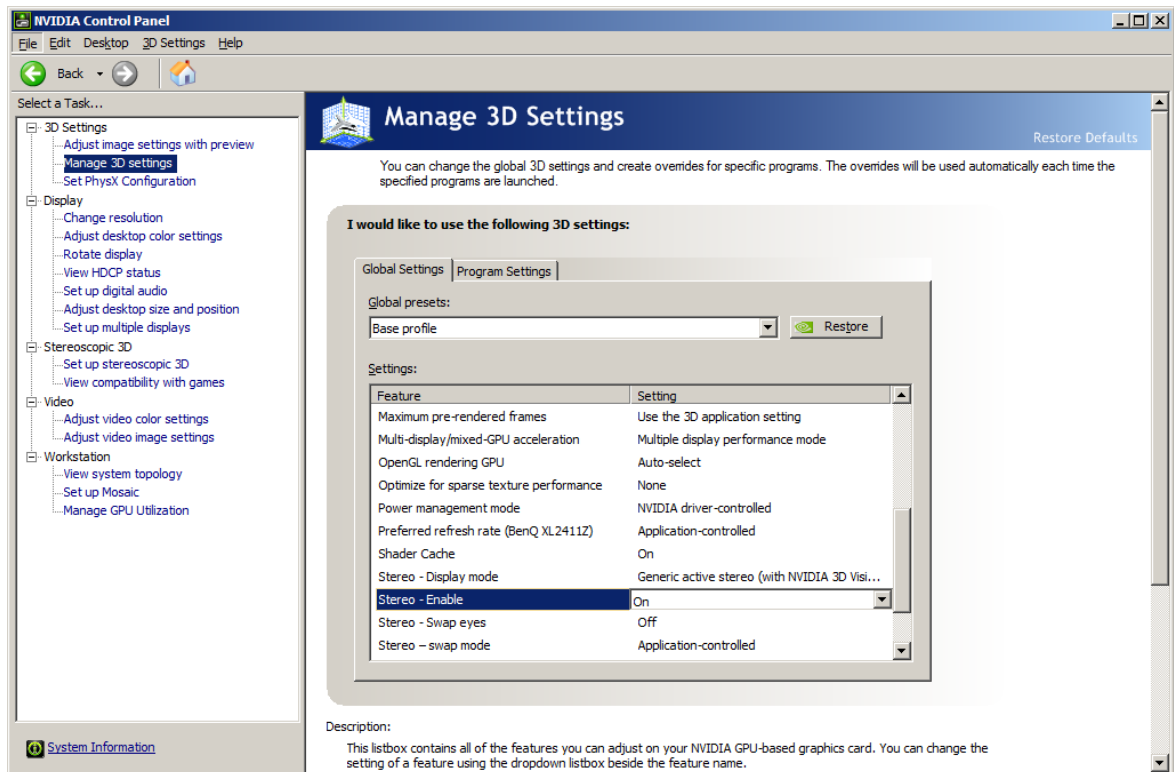 NVIDIA Control Panel
File Edit Desktop 3D Settings Help
Back
Select a Task...
3D Settings
Adjust image settings with preview
Manage 3D settings
Set PhysX Configuration
Display
Change resolution
Adjust desktop color settings
Rotate display
View HDCP status
Set up digital audio
Adjust desktop size and position
Set up multiple displays
Stereoscopic 3D
Set up stereoscopic 3D
View compatibility with games
Video
Adjust video color settings
Adjust video image settings
Workstation
View system topology
Set up Mosaic
Manage GPU Utilization
System Information
Manage 3D Settings
Restore Defaults
You can change the global 3D settings and create overrides for specific programs. The overrides will be used automatically each time the
specified programs are launched.
I would like to use the following 3D settings:
Global Settings Program Settings
Global presets:
Base profile Restore
Settings:
Feature Setting
Maximum pre-rendered frames Use the 3D application setting
Multi-display/mixed-GPU acceleration Multiple display performance mode
OpenGL rendering GPU Auto-select
Optimize for sparse texture performance None
Power management mode NVIDIA driver-controlled
Preferred refresh rate (BenQ XL2411Z) Application-controlled
Shader Cache On
Stereo - Display mode Generic active stereo (with NVIDIA 3D Visi...
Stereo - Enable On
Stereo - Swap eyes Off
Stereo – swap mode Application-controlled
Description:
This listbox contains all of the features you can adjust on your NVIDIA GPU-based graphics card. You can change the
setting of a feature using the dropdown listbox beside the feature name.